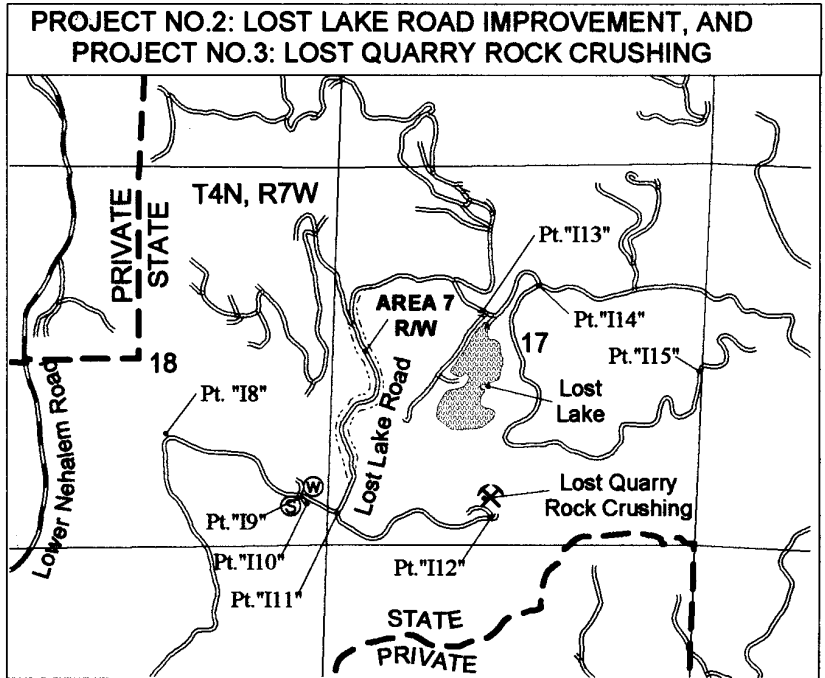 PROJECT NO.2: LOST LAKE ROAD IMPROVEMENT, AND
PROJECT NO.3: LOST QUARRY ROCK CRUSHING
T4N, R7W
PRIVATE
STATE
Pt."I13"
AREA 7
R/W
Pt."I14"
17
Pt."I15"
18
Lost
Lake
Pt. "I8"
Lower Nehalem Road
Lost Lake Road
W
S
Lost Quarry
Rock Crushing
Pt."I9"
Pt."I10"
Pt."I11"
Pt."I12"
STATE
PRIVATE